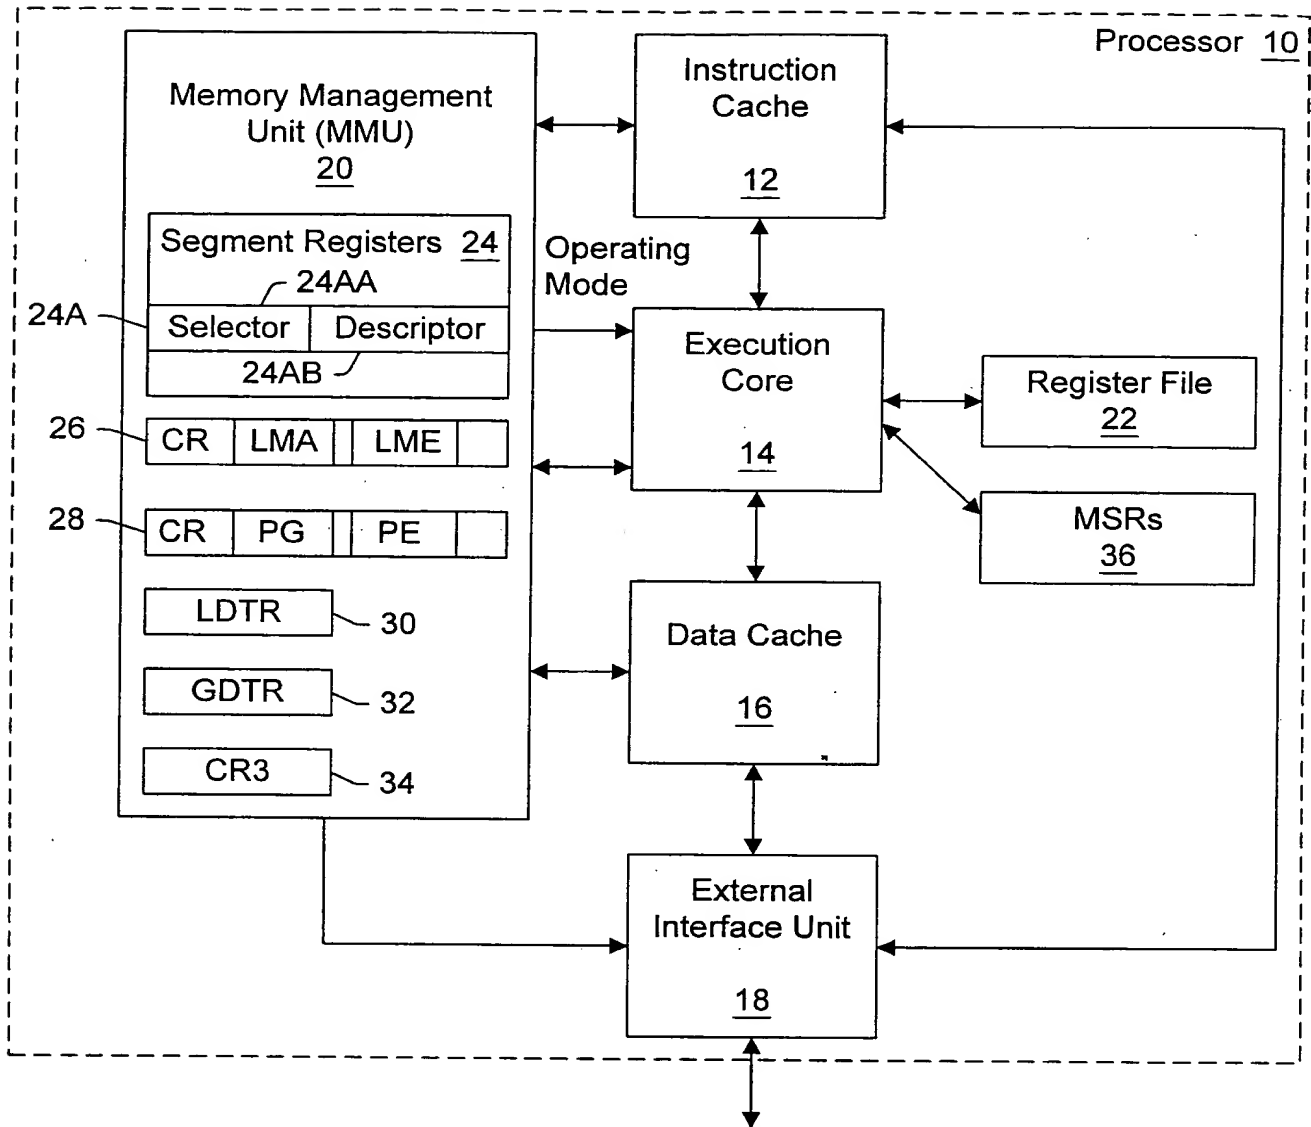 Processor 10
Memory Management
Unit (MMU)
20
Segment Registers 24
24AA
24A
Selector
Descriptor
24AB
26
CR
LMA
LME
28
CR
PG
PE
LDTR
30
GDTR
32
CR3
34
Operating
Mode
Instruction
Cache
12
Execution
Core
14
Register File
22
MSRs
36
Data Cache
16
External
Interface Unit
18